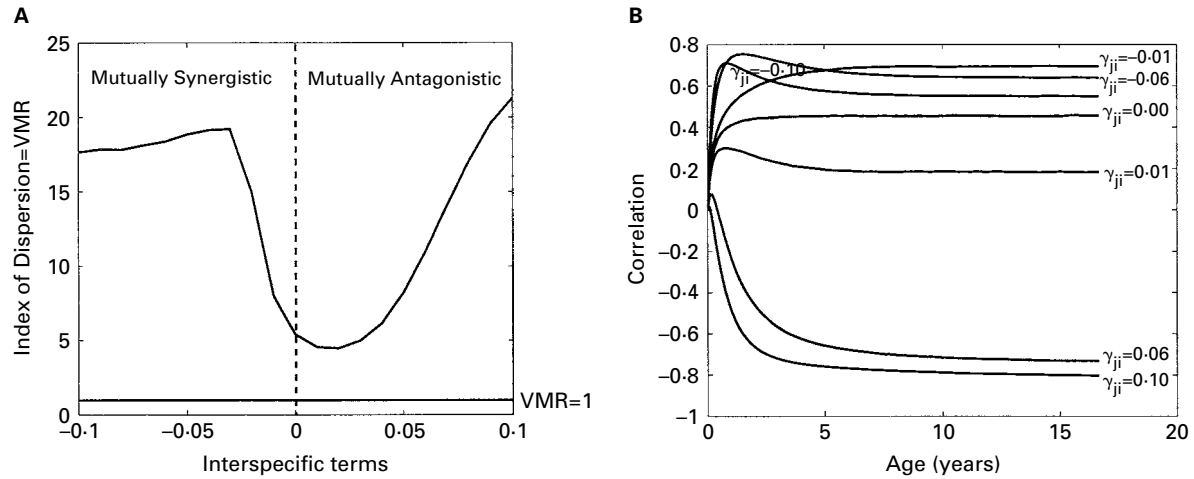 A
Index of Dispersion=VMR
25
20
15
10
5
0
Mutually Synergistic
Mutually Antagonistic
VMR=1
−0·1
−0·05
0
0·05
0·1
Interspecific terms
B
Correlation
0·8
0·6
0·4
0·2
0
−0·2
−0·4
−0·6
−0·8
−1
γji=−0·10
γji=−0·01
γji=−0·06
γji=0·00
γji=0·01
γji=0·06
γji=0·10
0
5
10
15
20
Age (years)